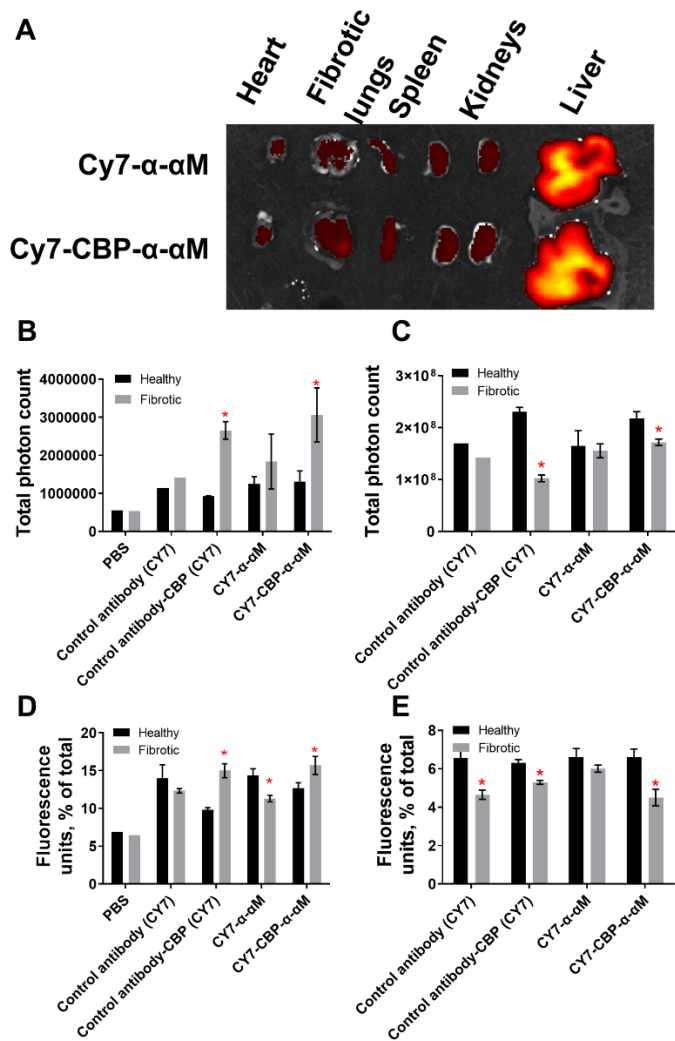 A
Heart
Fibrotic
lungs
Spleen
Kidneys
Liver
Cy7-α-αM
Cy7-CBP-α-αM
B
Healthy
Fibrotic
Total photon count
4000000
3000000
2000000
1000000
0
PBS
Control antibody (CY7)
Control antibody-CBP (CY7)
CY7-α-αM
CY7-CBP-α-αM
*
*
C
Healthy
Fibrotic
Total photon count
3×10⁸
2×10⁸
1×10⁸
0
Control antibody (CY7)
Control antibody-CBP (CY7)
CY7-α-αM
CY7-CBP-α-αM
*
*
D
Healthy
Fibrotic
Fluorescence
units, % of total
20
15
10
5
0
PBS
Control antibody (CY7)
Control antibody-CBP (CY7)
CY7-α-αM
CY7-CBP-α-αM
*
*
*
E
Healthy
Fibrotic
Fluorescence
units, % of total
8
6
4
2
0
Control antibody (CY7)
Control antibody-CBP (CY7)
CY7-α-αM
CY7-CBP-α-αM
*
*
*